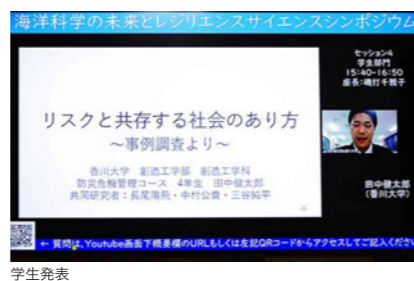 海洋科学の未来とレジリエンスサイエンスシンポジウム
セッション4
学生部門
15:40-16:50
座長:磯打千雅子
リスクと共存する社会のあり方
~事例調査より~
香川大学 創造工学部 創造工学科
防災危機管理コース 4年生 田中健太郎
共同研究者:長尾陽飛・中村公貴・三谷純平
田中健太郎
(香川大学)
← 質問は、Youtube画面下概要欄のURLもしくは左記QRコードからアクセスしてご記入くださ
学生発表